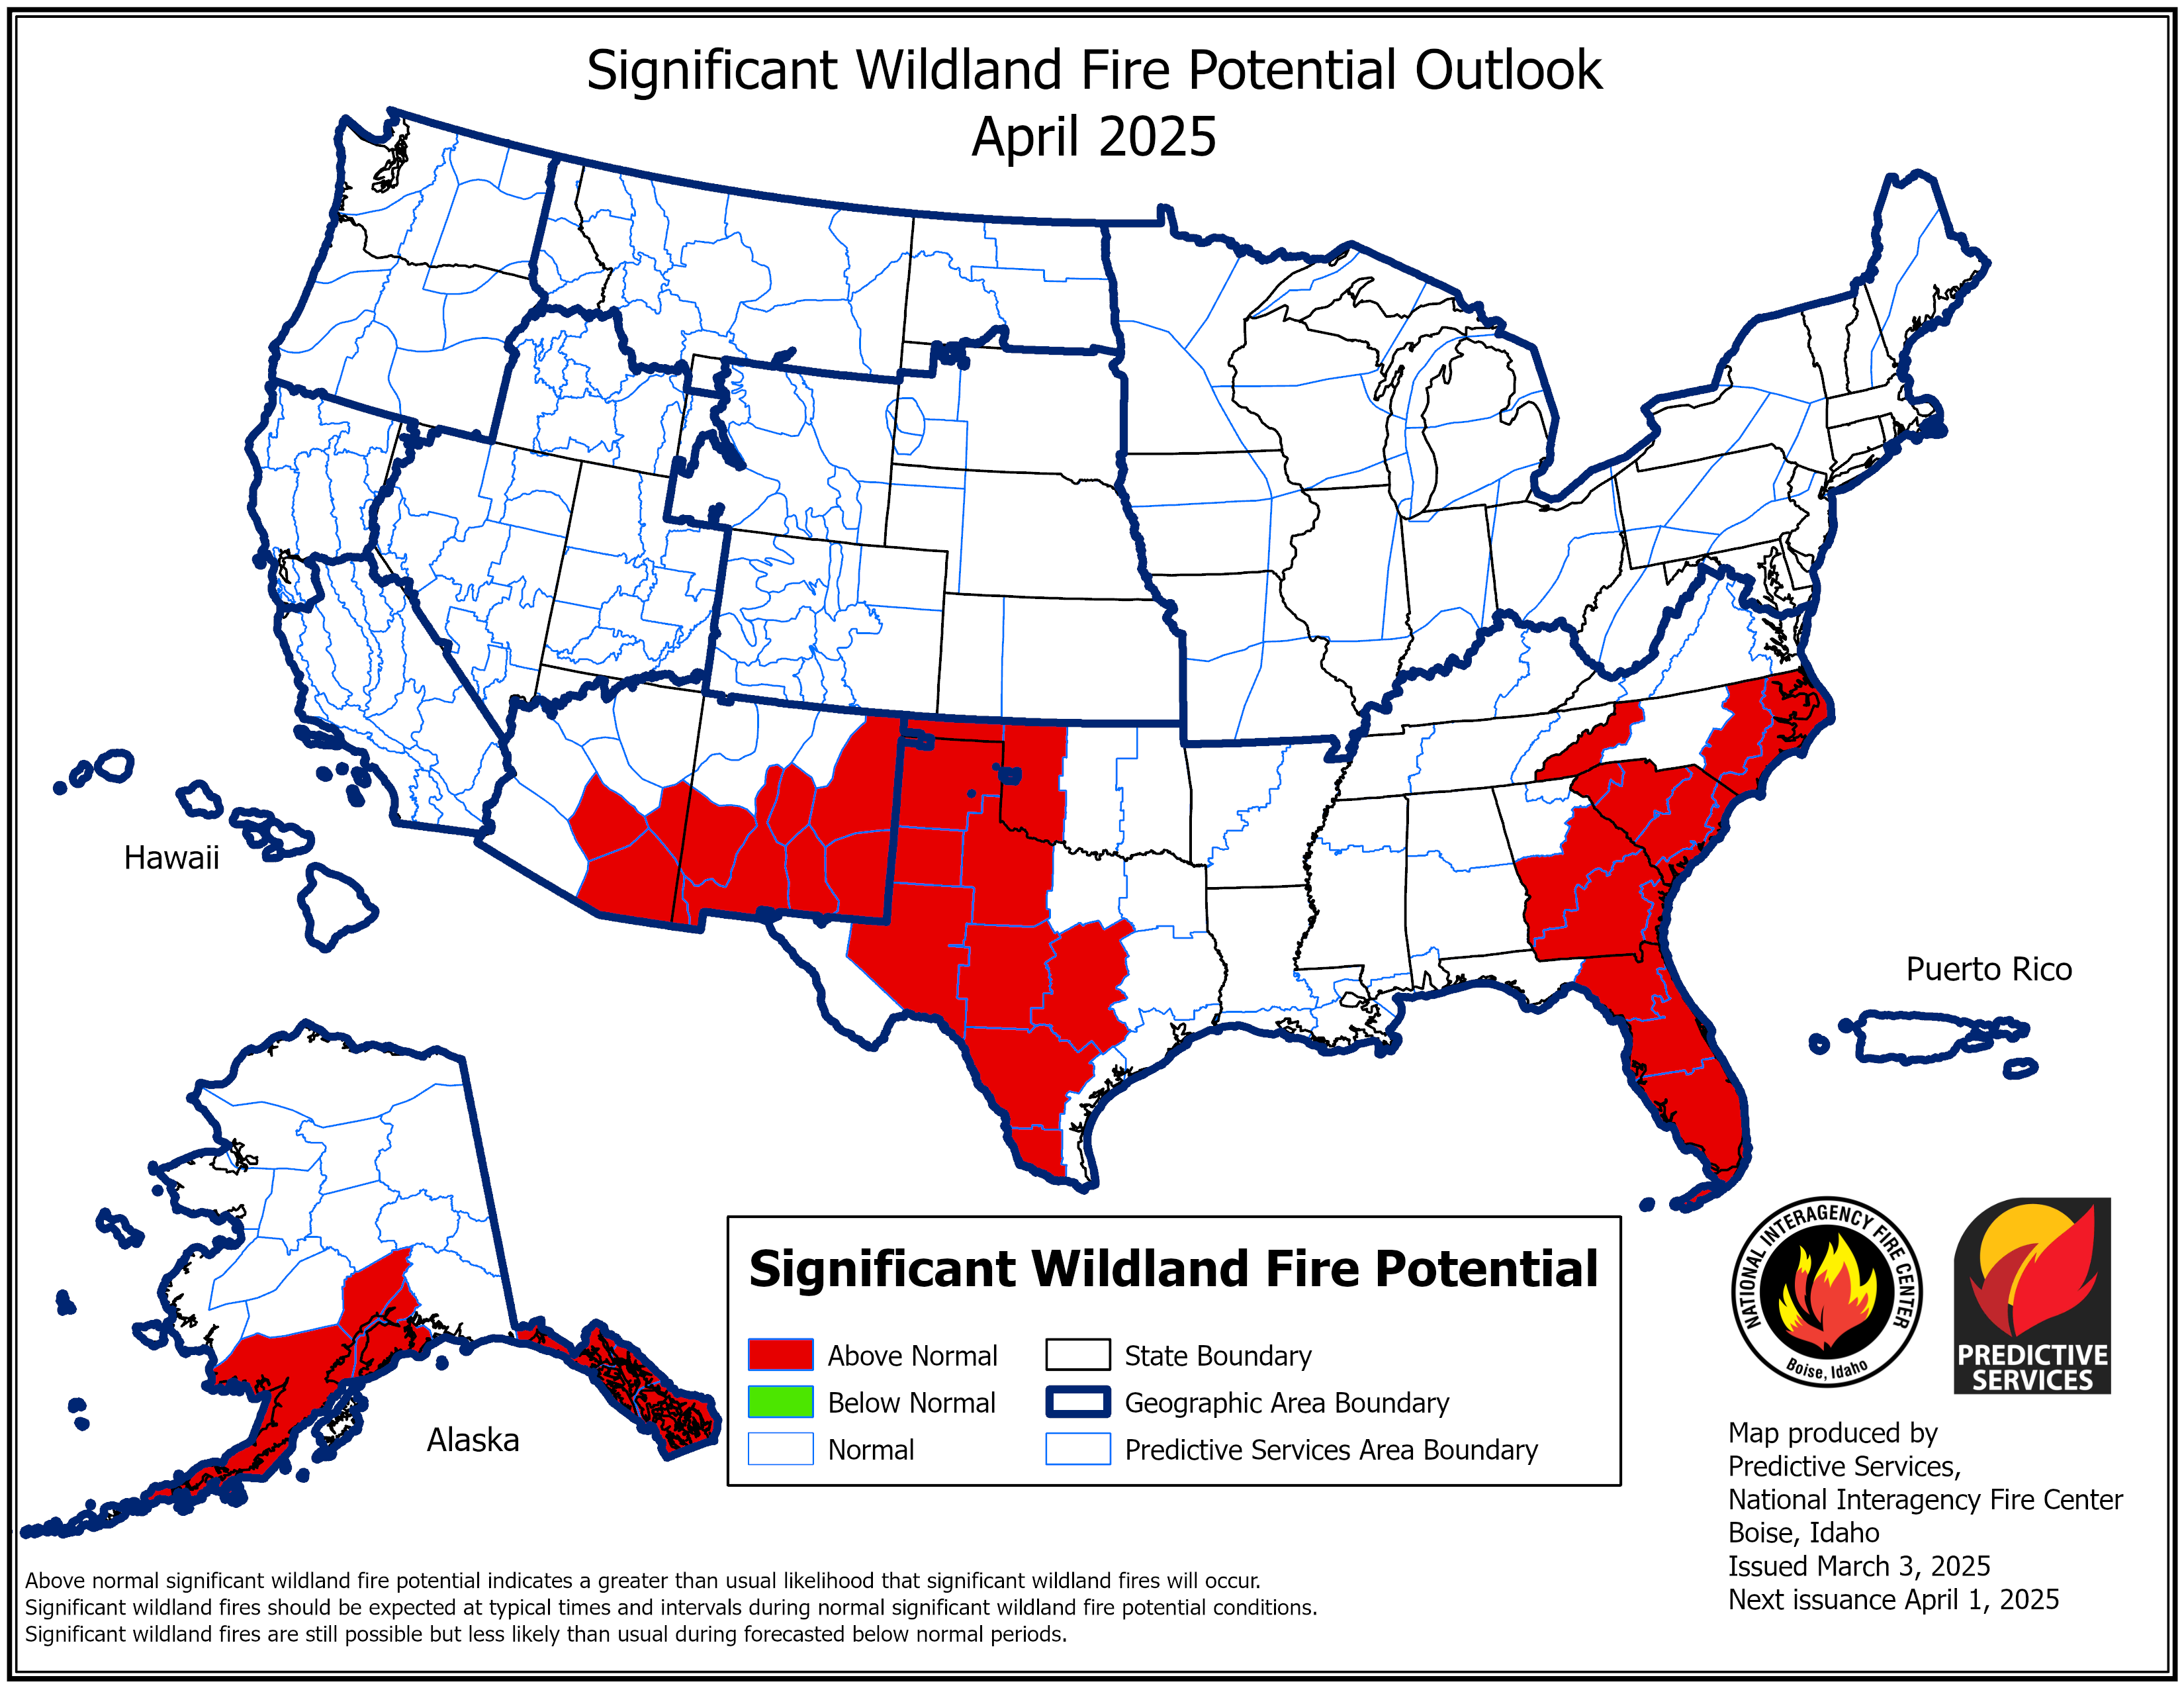 Significant Wildland Fire Potential Outlook
April 2025
Hawaii
Puerto Rico
Alaska
Significant Wildland Fire Potential
Above Normal
State Boundary
Below Normal
Geographic Area Boundary
Normal
Predictive Services Area Boundary
NATIONAL INTERAGENCY FIRE CENTER
Boise, Idaho
PREDICTIVE
SERVICES
Map produced by
Predictive Services,
National Interagency Fire Center
Boise, Idaho
Issued March 3, 2025
Next issuance April 1, 2025
Above normal significant wildland fire potential indicates a greater than usual likelihood that significant wildland fires will occur.
Significant wildland fires should be expected at typical times and intervals during normal significant wildland fire potential conditions.
Significant wildland fires are still possible but less likely than usual during forecasted below normal periods.